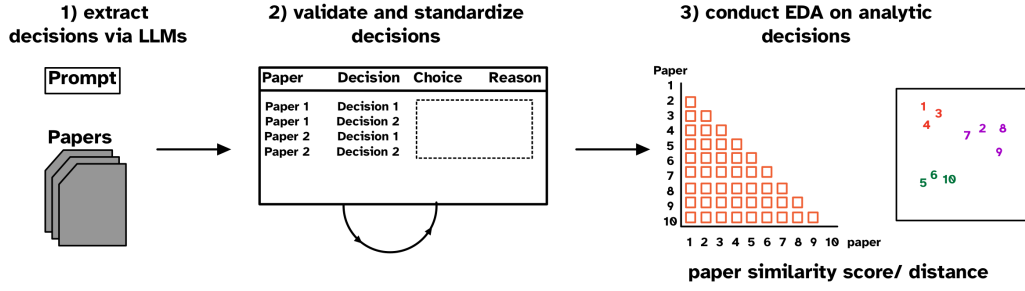 1) extract
decisions via LLMs
Prompt
Papers
2) validate and standardize
decisions
Paper Decision Choice Reason
Paper 1 Decision 1
Paper 1 Decision 2
Paper 2 Decision 1
Paper 2 Decision 2
3) conduct EDA on analytic
decisions
Paper
1
2
3
4
5
6
7
8
9
10
1 2 3 4 5 6 7 8 9 10 paper
1
3
4
7 2 8
9
5 6 10
paper similarity score/ distance